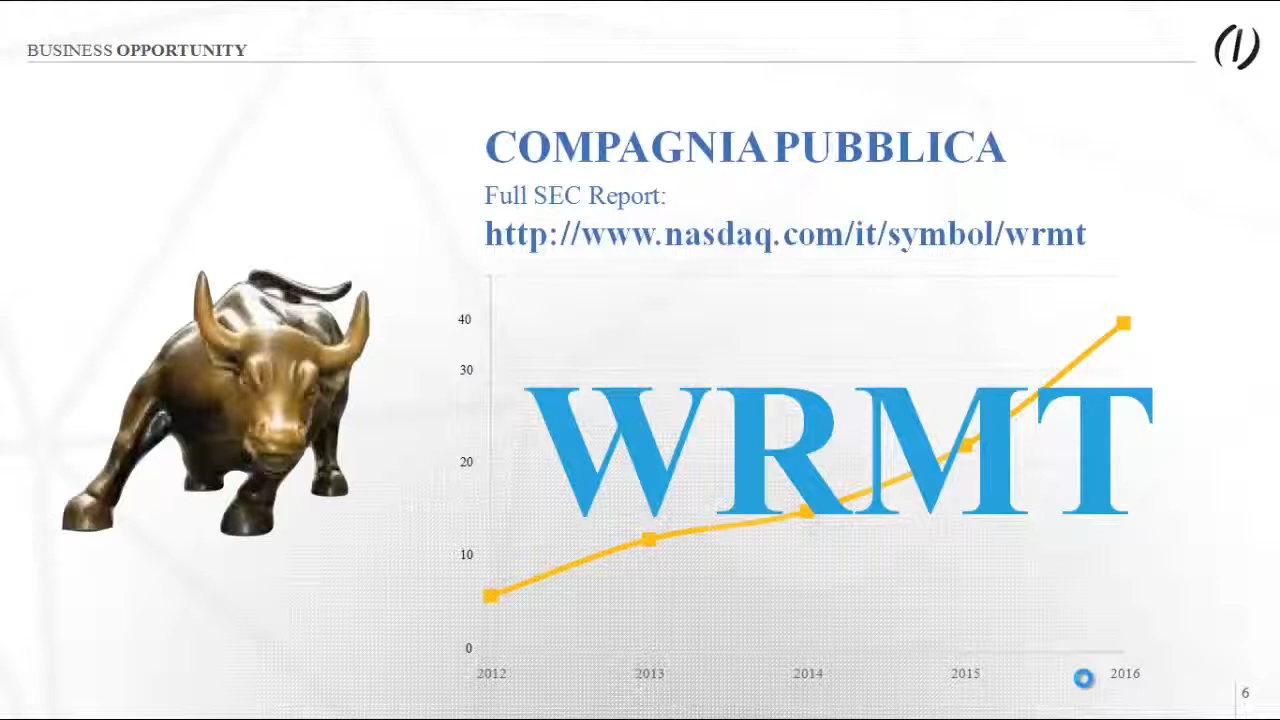 BUSINESS OPPORTUNITY
COMPAGNIA PUBBLICA
Full SEC Report:
http://www.nasdaq.com/it/symbol/wrmt
40
30
WRMT
20
10
0
2012 2013 2014 2015 2016
6